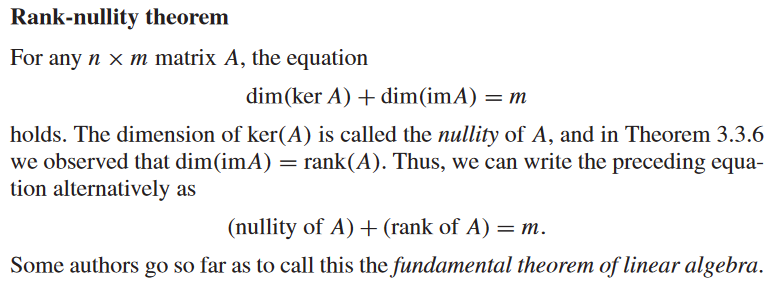 Rank-nullity theorem
For any n × m matrix A, the equation
dim(ker A) + dim(imA) = m
holds. The dimension of ker(A) is called the nullity of A, and in Theorem 3.3.6
we observed that dim(imA) = rank(A). Thus, we can write the preceding equa-
tion alternatively as
(nullity of A) + (rank of A) = m.
Some authors go so far as to call this the fundamental theorem of linear algebra.